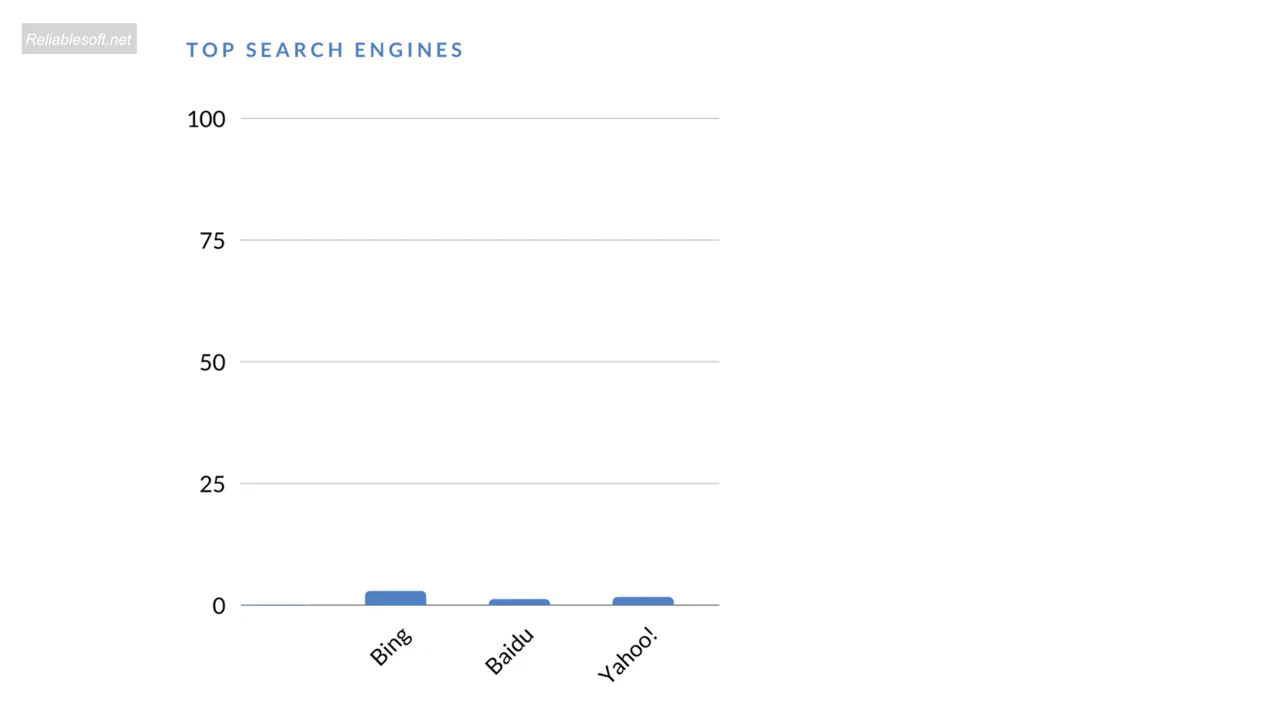 Reliablesoft.net
TOP SEARCH ENGINES
100
75
50
25
0
Bing
Baidu
Yahoo!